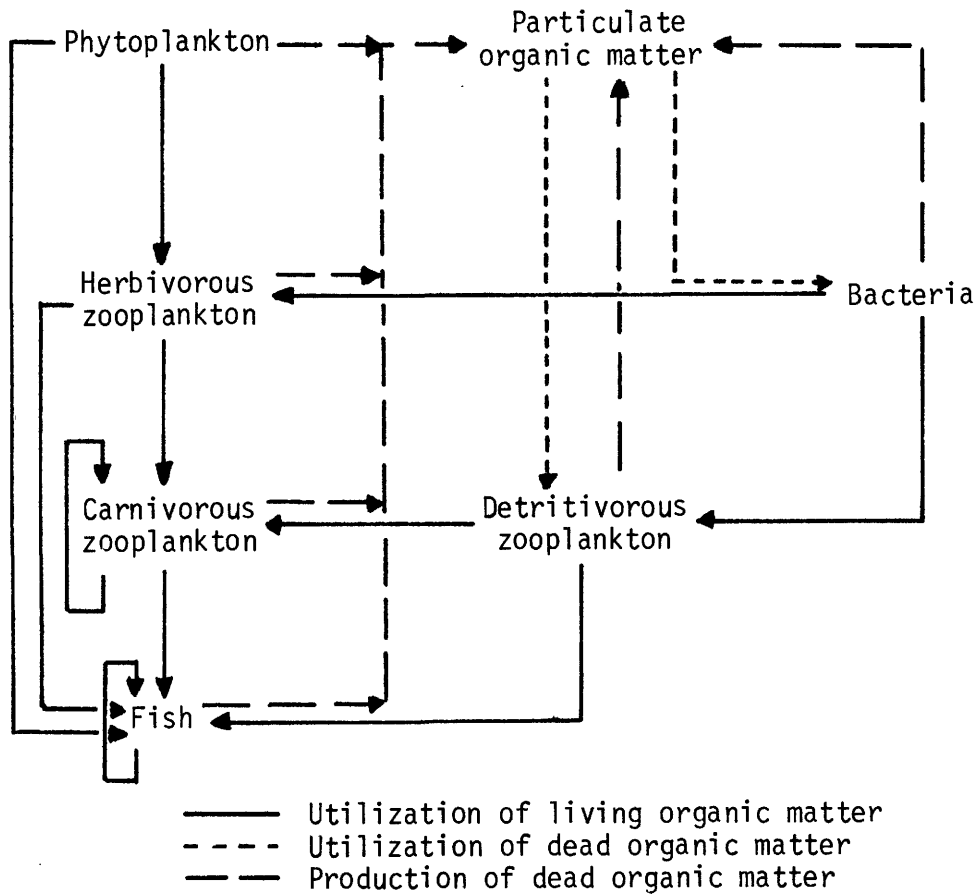 Phytoplankton
Particulate
organic matter
Herbivorous
zooplankton
Bacteria
Carnivorous
zooplankton
Detritivorous
zooplankton
Fish
Utilization of living organic matter
Utilization of dead organic matter
Production of dead organic matter